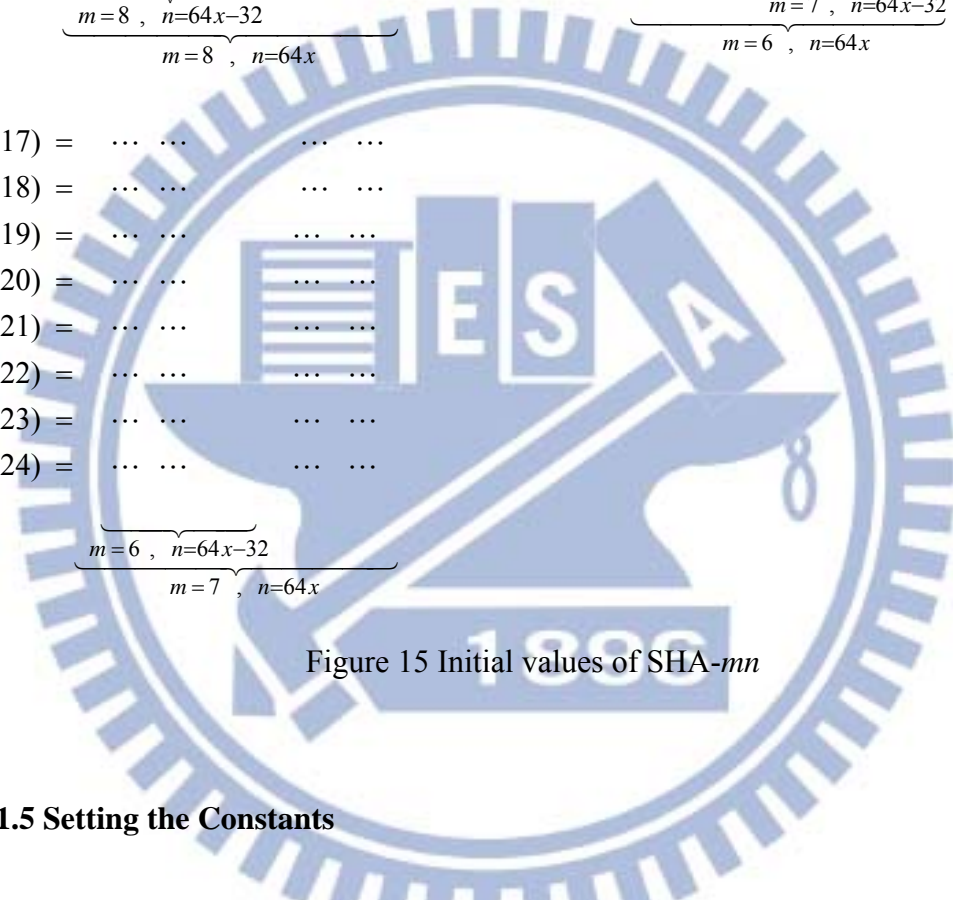 m = 7 , n=64x−32
m = 8 , n=64x−32
m = 6 , n=64x
m = 8 , n=64x
17) = ... ... ... ...
18) = ... ... ... ...
19) = ... ... ... ...
20) = ... ... ... ...
21) = ... ... ... ...
22) = ... ... ... ...
23) = ... ... ... ...
24) = ... ... ... ...
m = 6 , n=64x−32
m = 7 , n=64x
E S A
1896
Figure 15 Initial values of SHA-mn
1.5 Setting the Constants